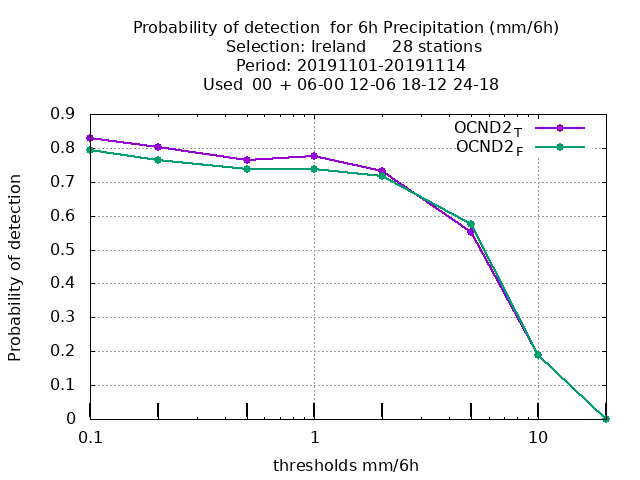 Probability of detection  for 6h Precipitation (mm/6h)
Selection: Ireland     28 stations
Period: 20191101-20191114
Used  00  + 06-00 12-06 18-12 24-18
OCND2T
OCND2F
0.9
0.8
0.7
0.6
0.5
0.4
0.3
0.2
0.1
0
Probability of detection
0.1 1 10
thresholds mm/6h